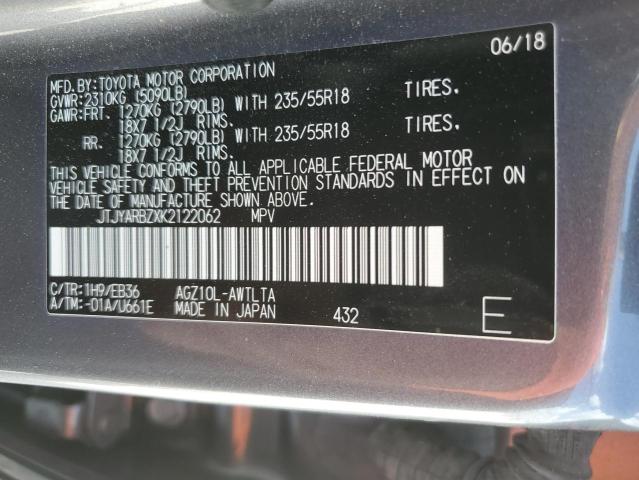 06/18
MFD.BY:TOYOTA MOTOR CORPORATION
GVWR:2310KG (5090LB)
GAWR:FRT. 1270KG (2790LB) WITH 235/55R18 TIRES,
18X7 1/2J RIMS.
RR. 1270KG (2790LB) WITH 235/55R18 TIRES,
18X7 1/2J RIMS.
THIS VEHICLE CONFORMS TO ALL APPLICABLE FEDERAL MOTOR
VEHICLE SAFETY AND THEFT PREVENTION STANDARDS IN EFFECT ON
THE DATE OF MANUFACTURE SHOWN ABOVE.
JTJYARBZXK2122062 MPV
C/TR:1H9/EB36 AGZ10L-AWTLTA
A/TM:-01A/U661E MADE IN JAPAN 432 E